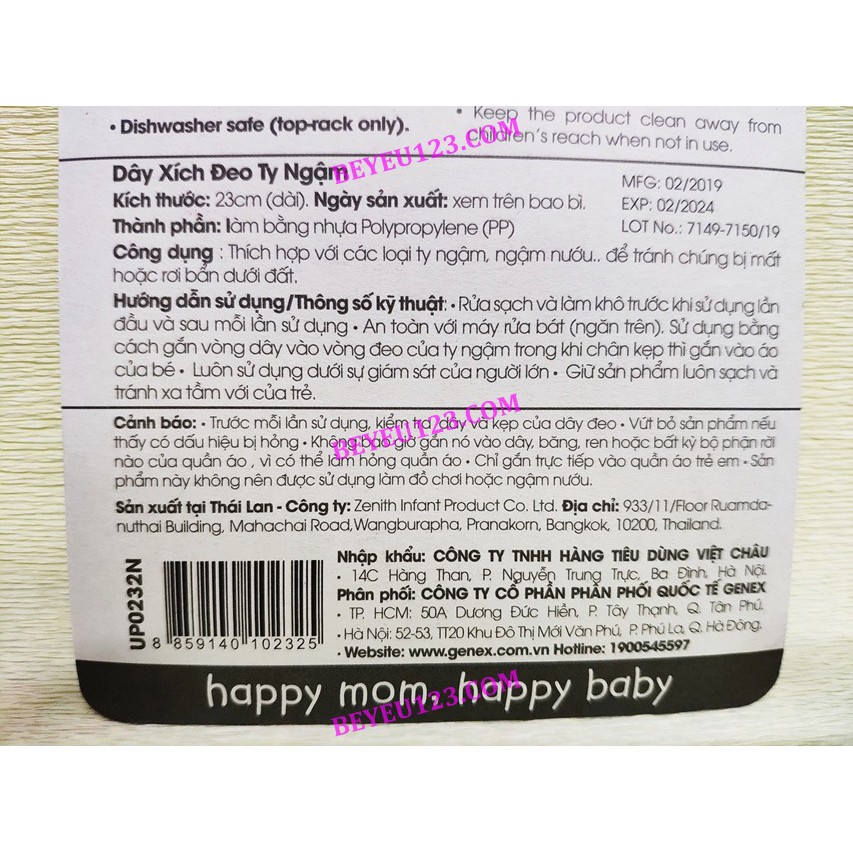 • Dishwasher safe (top-rack only).
• Keep the product clean away from
children's reach when not in use.
Dây Xích Đeo Ty Ngậm
Kích thước: 23cm (dài). Ngày sản xuất: xem trên bao bì.
Thành phần: làm bằng nhựa Polypropylene (PP)
MFG: 02/2019
EXP: 02/2024
LOT No.: 7149-7150/19
Công dụng : Thích hợp với các loại ty ngậm, ngậm nướu.. để tránh chúng bị mất
hoặc rơi bẩn dưới đất.
Hướng dẫn sử dụng/Thông số kỹ thuật: • Rửa sạch và làm khô trước khi sử dụng lần
đầu và sau mỗi lần sử dụng • An toàn với máy rửa bát (ngăn trên). Sử dụng bằng
cách gắn vòng dây vào vòng đeo của ty ngậm trong khi chân kẹp thì gắn vào áo
của bé • Luôn sử dụng dưới sự giám sát của người lớn • Giữ sản phẩm luôn sạch và
tránh xa tầm với của trẻ.
Cảnh báo: • Trước mỗi lần sử dụng, kiểm tra dây và kẹp của dây đeo • Vứt bỏ sản phẩm nếu
thấy có dấu hiệu bị hỏng • Không bao giờ gắn nó vào dây, băng, ren hoặc bất kỳ bộ phận rời
nào của quần áo , vì có thể làm hỏng quần áo • Chỉ gắn trực tiếp vào quần áo trẻ em • Sản
phẩm này không nên được sử dụng làm đồ chơi hoặc ngậm nướu.
Sản xuất tại Thái Lan - Công ty: Zenith Infant Product Co. Ltd. Địa chỉ: 933/11/Floor Ruamda-
nuthai Building, Mahachai Road,Wangburapha, Pranakorn, Bangkok, 10200, Thailand.
UP0232N
8 859140 102325
Nhập khẩu: CÔNG TY TNHH HÀNG TIÊU DÙNG VIỆT CHÂU
• 14C Hàng Than, P. Nguyễn Trung Trực, Ba Đình, Hà Nội.
Phân phối: CÔNG TY CỔ PHẦN PHÂN PHỐI QUỐC TẾ GENEX
• TP. HCM: 50A Dương Đức Hiền, P. Tây Thạnh, Q. Tân Phú.
• Hà Nội: 52-53, TT20 Khu Đô Thị Mới Văn Phú, P. Phú La, Q. Hà Đông.
• Website: www.genex.com.vn Hotline: 1900545597
happy mom, happy baby
BEYEU123.COM
BEYEU123.COM
BEYEU123.COM